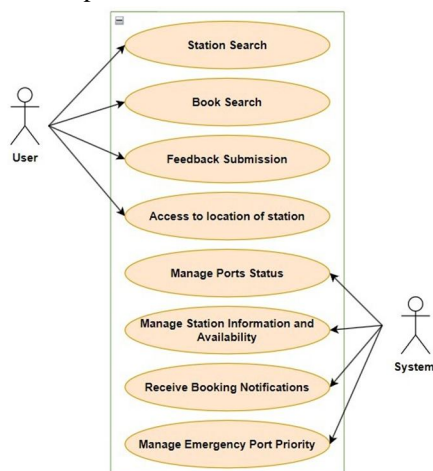 Station Search
Book Search
User
Feedback Submission
Access to location of station
Manage Ports Status
Manage Station Information and
Availability
System
Receive Booking Notifications
Manage Emergency Port Priority